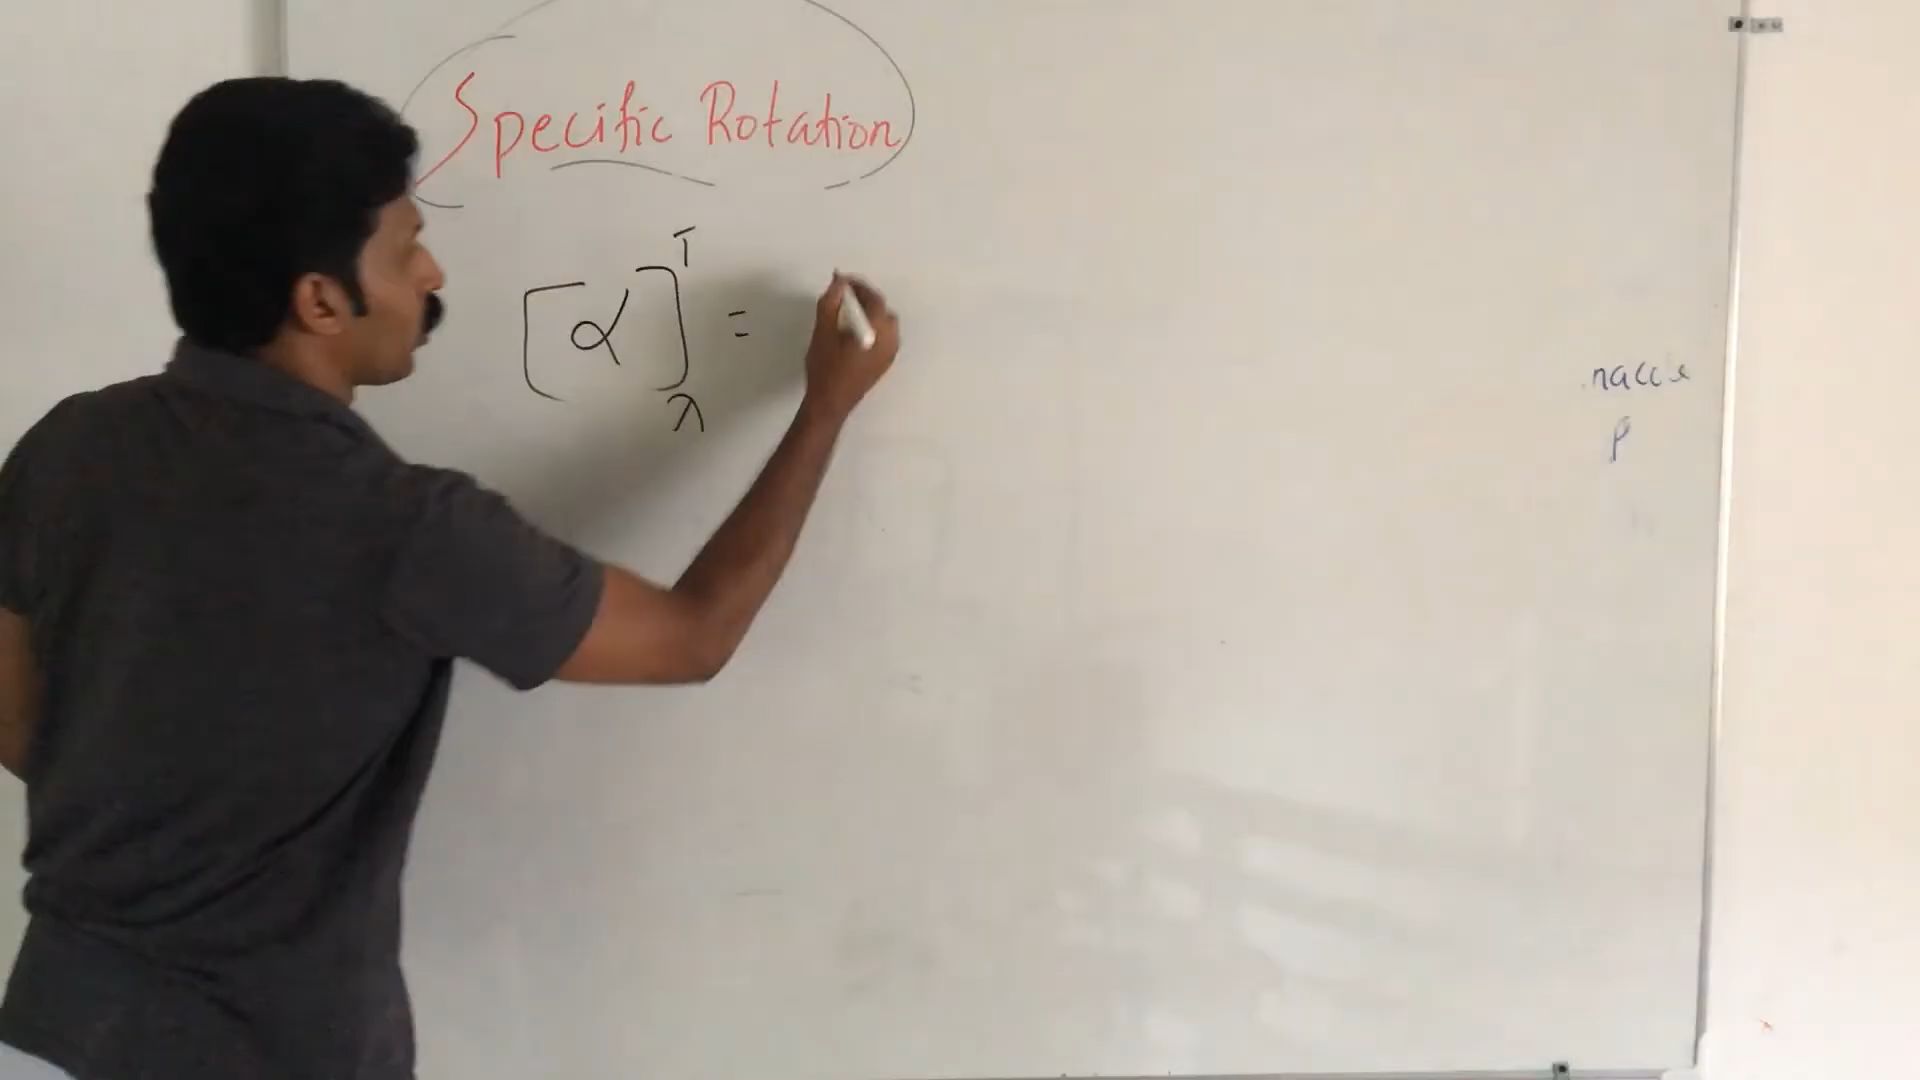 Specific Rotation
[α]ᵀ =
λ
P